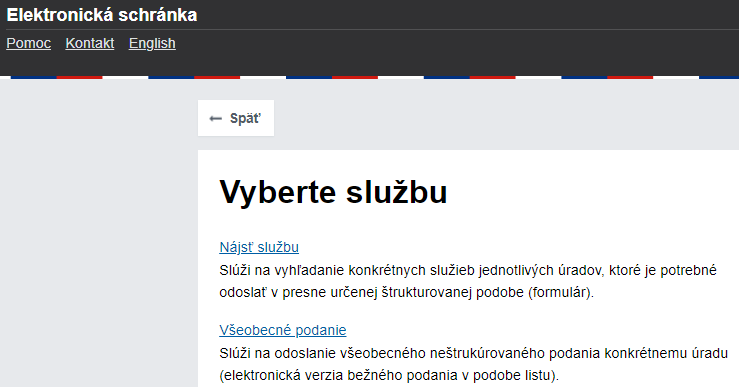 Elektronická schránka
Pomoc Kontakt English
← Späť
Vyberte službu
Nájsť službu
Slúži na vyhľadanie konkrétnych služieb jednotlivých úradov, ktoré je potrebné
odoslať v presne určenej štrukturovanej podobe (formulár).
Všeobecné podanie
Slúži na odoslanie všeobecného neštrukúrovaného podania konkrétnemu úradu
(elektronická verzia bežného podania v podobe listu).